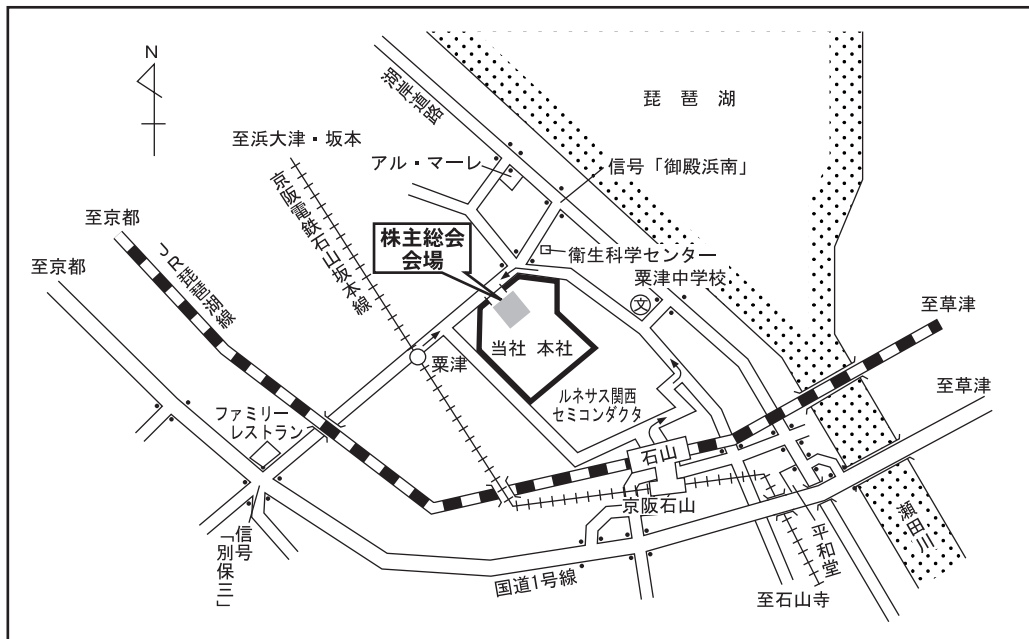 N
湖岸道路
琵琶湖
至浜大津・坂本
アル・マーレ
信号「御殿浜南」
京阪電鉄石山坂本線
至京都
株主総会
会場
衛生科学センター
至京都
JR琵琶湖線
粟津中学校
文
至草津
当社 本社
粟津
至草津
ルネサス関西
セミコンダクタ
ファミリー
レストラン
石山
京阪石山
信号
「別保三」
瀬田川
平和堂
国道1号線
至石山寺